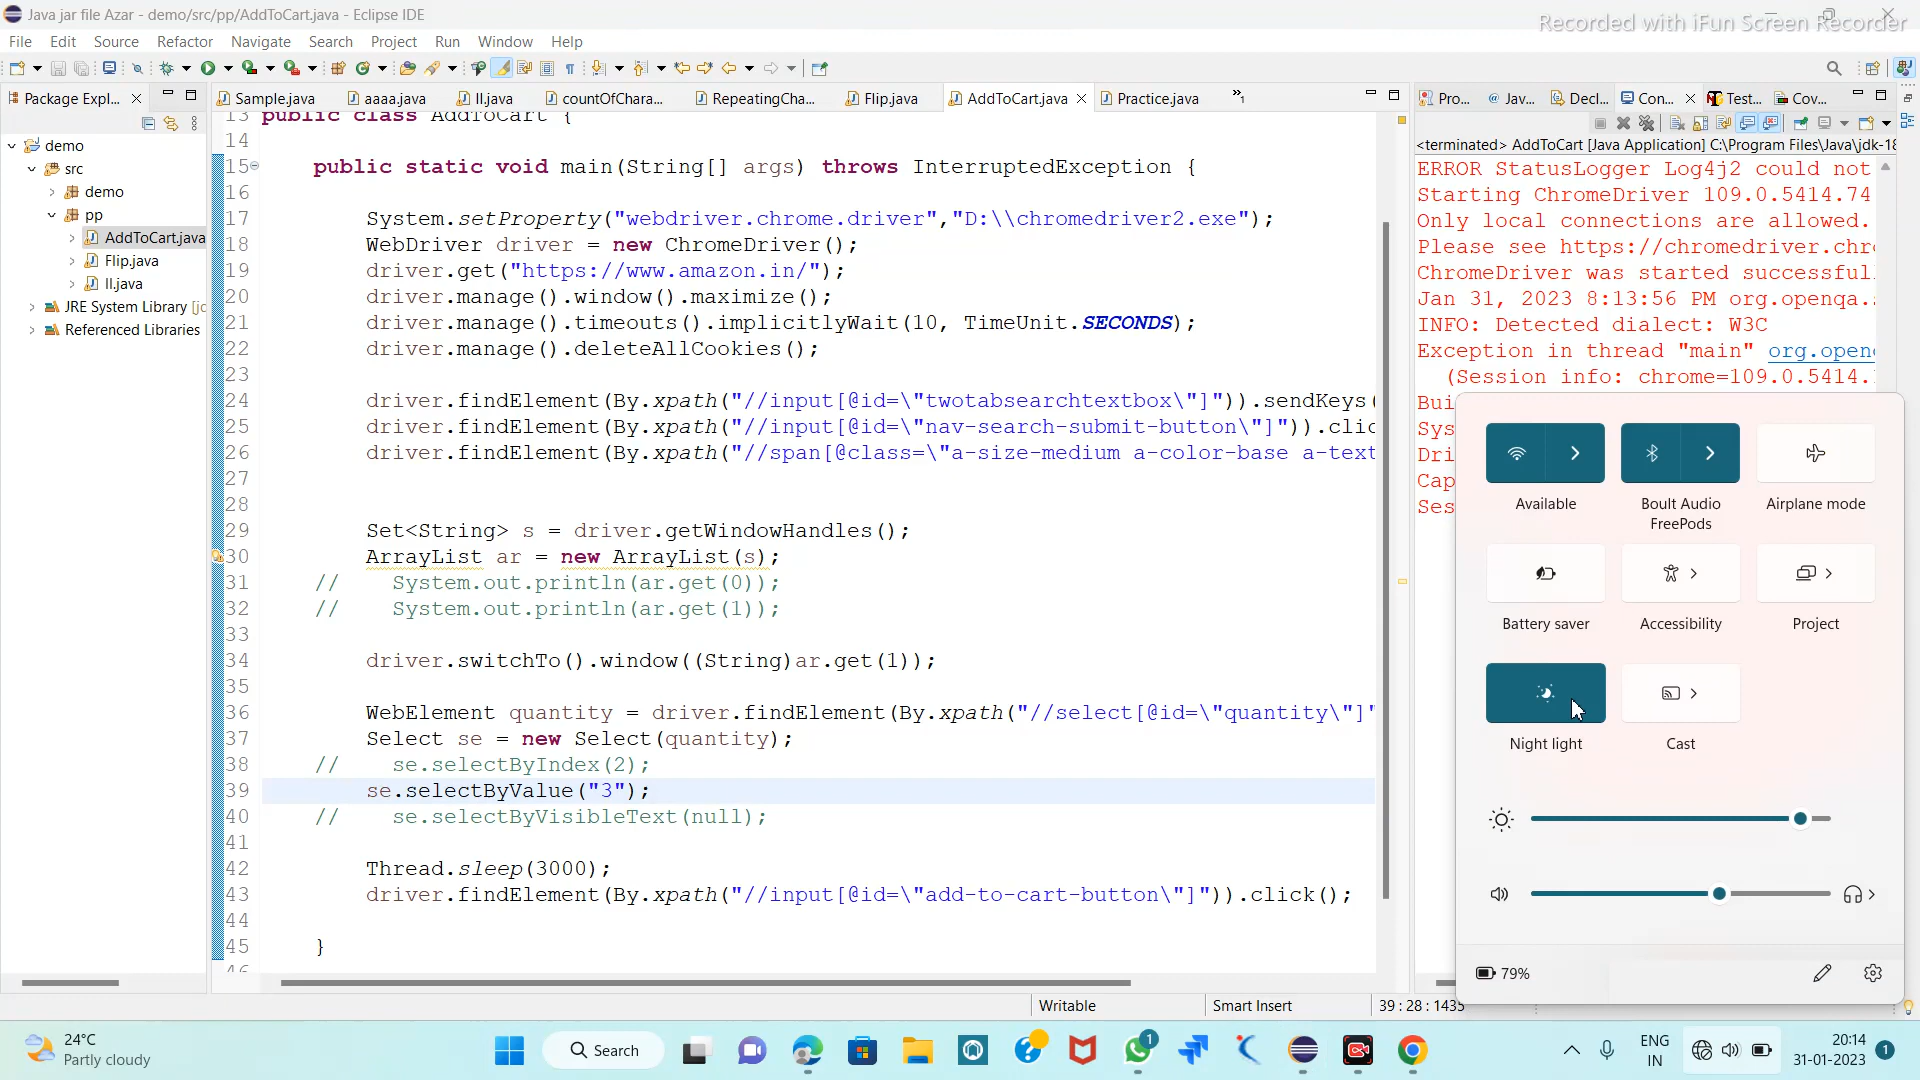 Java jar file Azar - demo/src/pp/AddToCart.java - Eclipse IDE
Recorded with iFun Screen Recorder
File Edit Source Refactor Navigate Search Project Run Window Help
Package Expl...
Sample.java aaaa.java II.java countOfChara... RepeatingCha... Flip.java AddToCart.java Practice.java
Pro... Jav... Decl... Con... Test... Cov...
demo
src
demo
pp
AddToCart.java
Flip.java
II.java
JRE System Library [jc
Referenced Libraries
13 public class AddToCart {
14
15 public static void main(String[] args) throws InterruptedException {
16
17 System.setProperty("webdriver.chrome.driver","D:\\chromedriver2.exe");
18 WebDriver driver = new ChromeDriver();
19 driver.get("https://www.amazon.in/");
20 driver.manage().window().maximize();
21 driver.manage().timeouts().implicitlyWait(10, TimeUnit.SECONDS);
22 driver.manage().deleteAllCookies();
23
24 driver.findElement(By.xpath("//input[@id=\"twotabsearchtextbox\"]")).sendKeys(
25 driver.findElement(By.xpath("//input[@id=\"nav-search-submit-button\"]")).clic
26 driver.findElement(By.xpath("//span[@class=\"a-size-medium a-color-base a-text
27
28
29 Set<String> s = driver.getWindowHandles();
30 ArrayList ar = new ArrayList(s);
31 // System.out.println(ar.get(0));
32 // System.out.println(ar.get(1));
33
34 driver.switchTo().window((String)ar.get(1));
35
36 WebElement quantity = driver.findElement(By.xpath("//select[@id=\"quantity\"]"
37 Select se = new Select(quantity);
38 // se.selectByIndex(2);
39 se.selectByValue("3");
40 // se.selectByVisibleText(null);
41
42 Thread.sleep(3000);
43 driver.findElement(By.xpath("//input[@id=\"add-to-cart-button\"]")).click();
44
45 }
46
<terminated> AddToCart [Java Application] C:\Program Files\Java\jdk-18
ERROR StatusLogger Log4j2 could not
Starting ChromeDriver 109.0.5414.74
Only local connections are allowed.
Please see https://chromedriver.chr
ChromeDriver was started successful
Jan 31, 2023 8:13:56 PM org.openqa.
INFO: Detected dialect: W3C
Exception in thread "main" org.open
(Session info: chrome=109.0.5414.
Bui
Sys
Dri
Cap
Ses
Available
Boult Audio
FreePods
Airplane mode
Battery saver
Accessibility
Project
Night light
Cast
79%
Writable Smart Insert 39 : 28 : 1435
24°C
Partly cloudy
Search
1
ENG
IN
20:14
31-01-2023
1